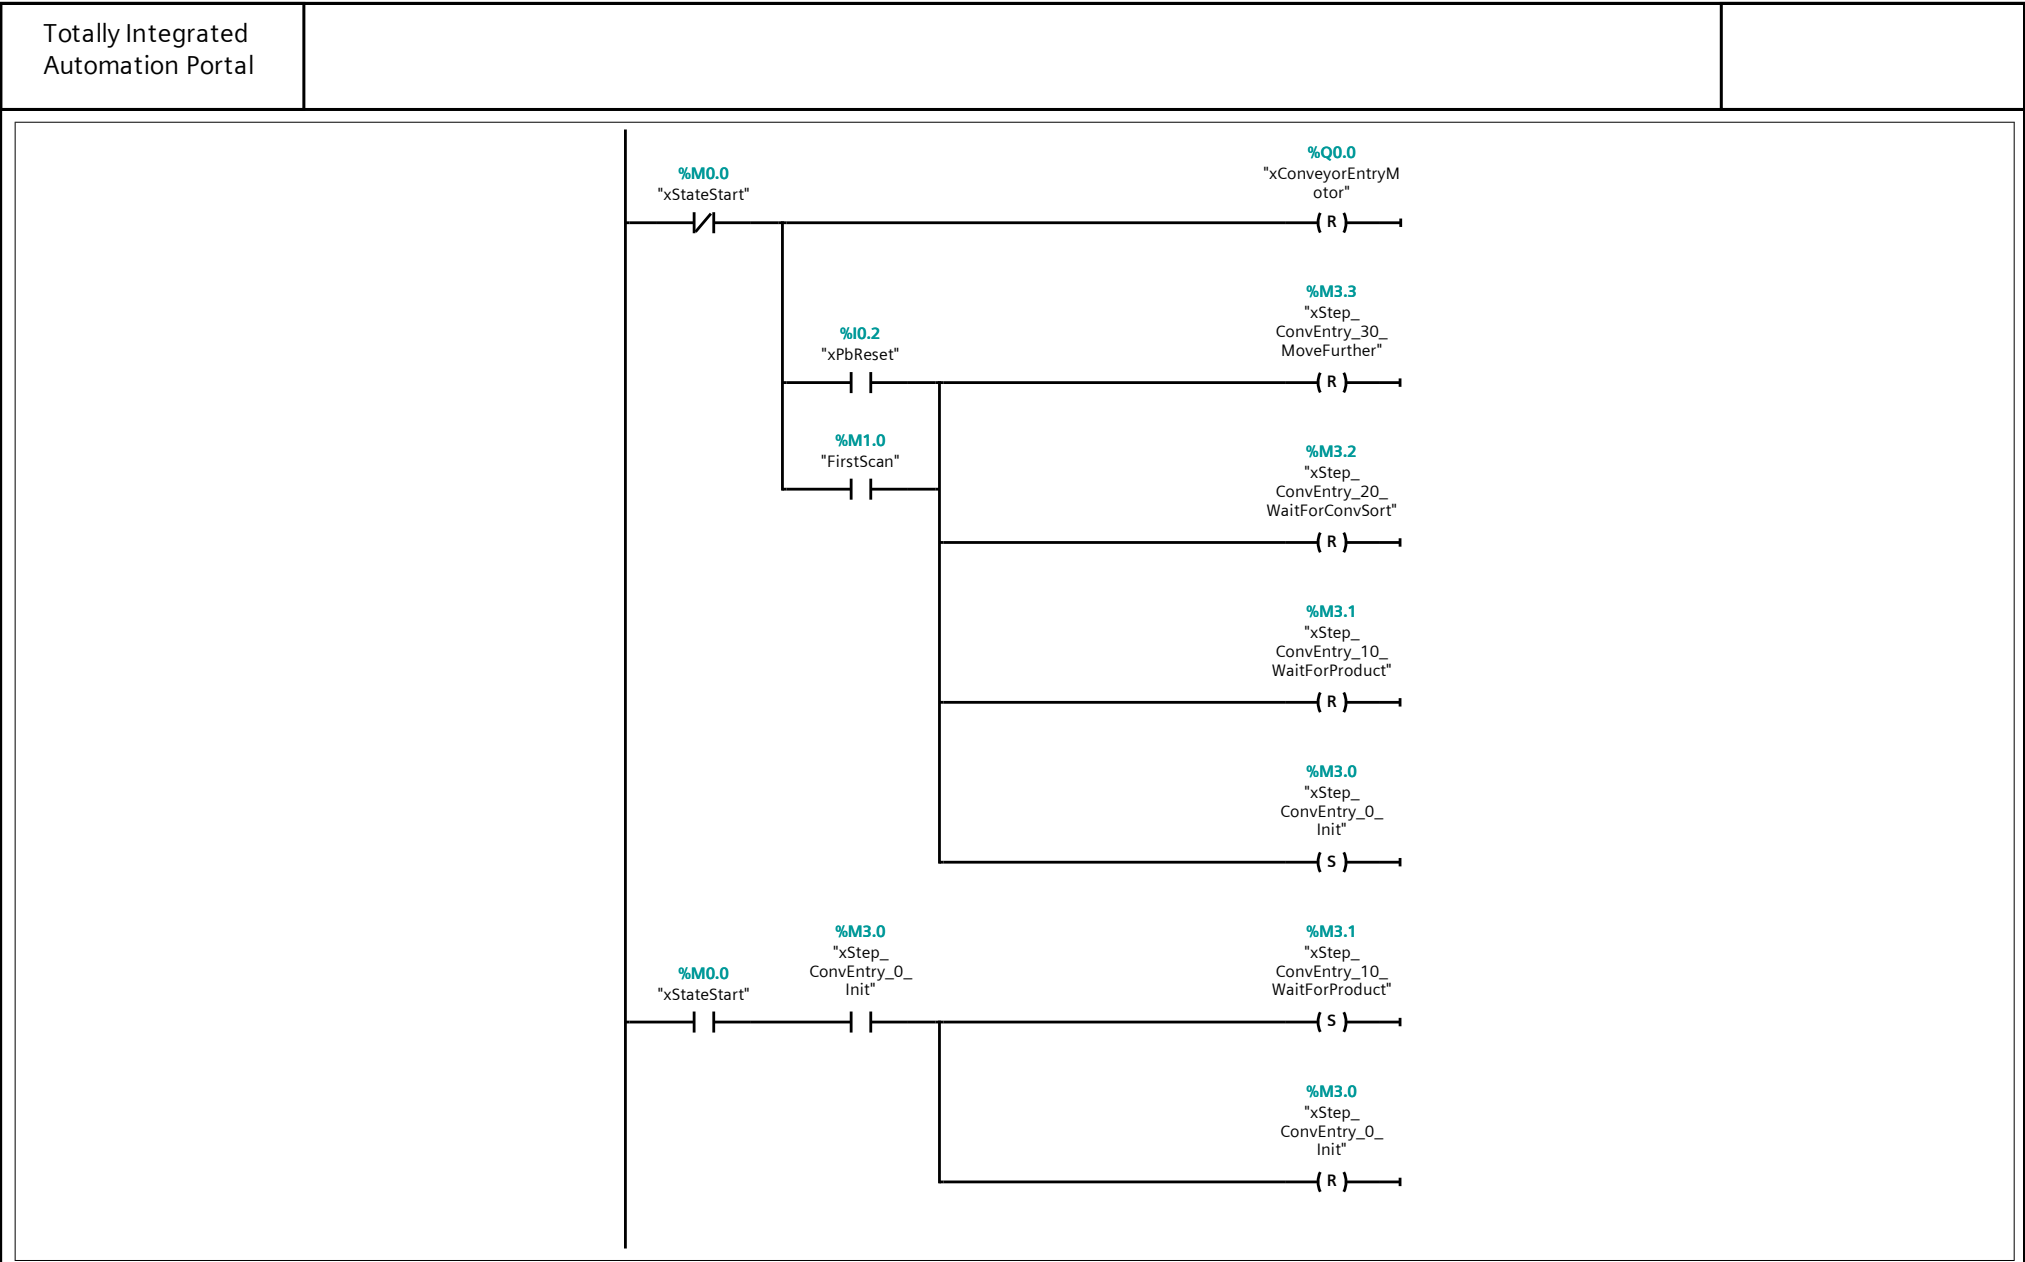 Totally Integrated
Automation Portal
%M0.0
"xStateStart"
%Q0.0
"xConveyorEntryM
otor"
( R )
%I0.2
"xPbReset"
%M3.3
"xStep_
ConvEntry_30_
MoveFurther"
( R )
%M1.0
"FirstScan"
%M3.2
"xStep_
ConvEntry_20_
WaitForConvSort"
( R )
%M3.1
"xStep_
ConvEntry_10_
WaitForProduct"
( R )
%M3.0
"xStep_
ConvEntry_0_
Init"
( S )
%M0.0
"xStateStart"
%M3.0
"xStep_
ConvEntry_0_
Init"
%M3.1
"xStep_
ConvEntry_10_
WaitForProduct"
( S )
%M3.0
"xStep_
ConvEntry_0_
Init"
( R )